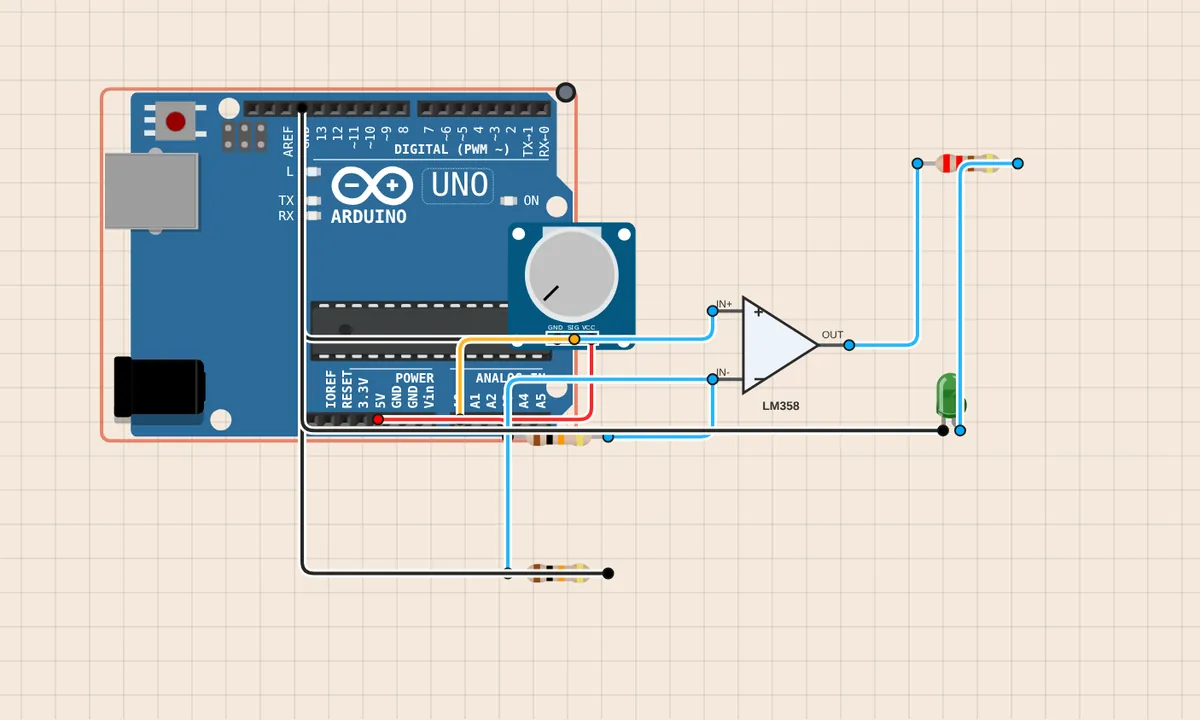 AREF
GND
13
12
~11
~10
~9
8
7
~6
~5
4
~3
2
TX→1
RX←0
DIGITAL (PWM ~)
L
TX
RX
UNO
ON
ARDUINO
GND SIG VCC
IN+
+
OUT
IN-
−
LM358
IOREF
RESET
3.3V
5V
GND
GND
Vin
POWER
ANALOG IN
A1
A2
A4
A5